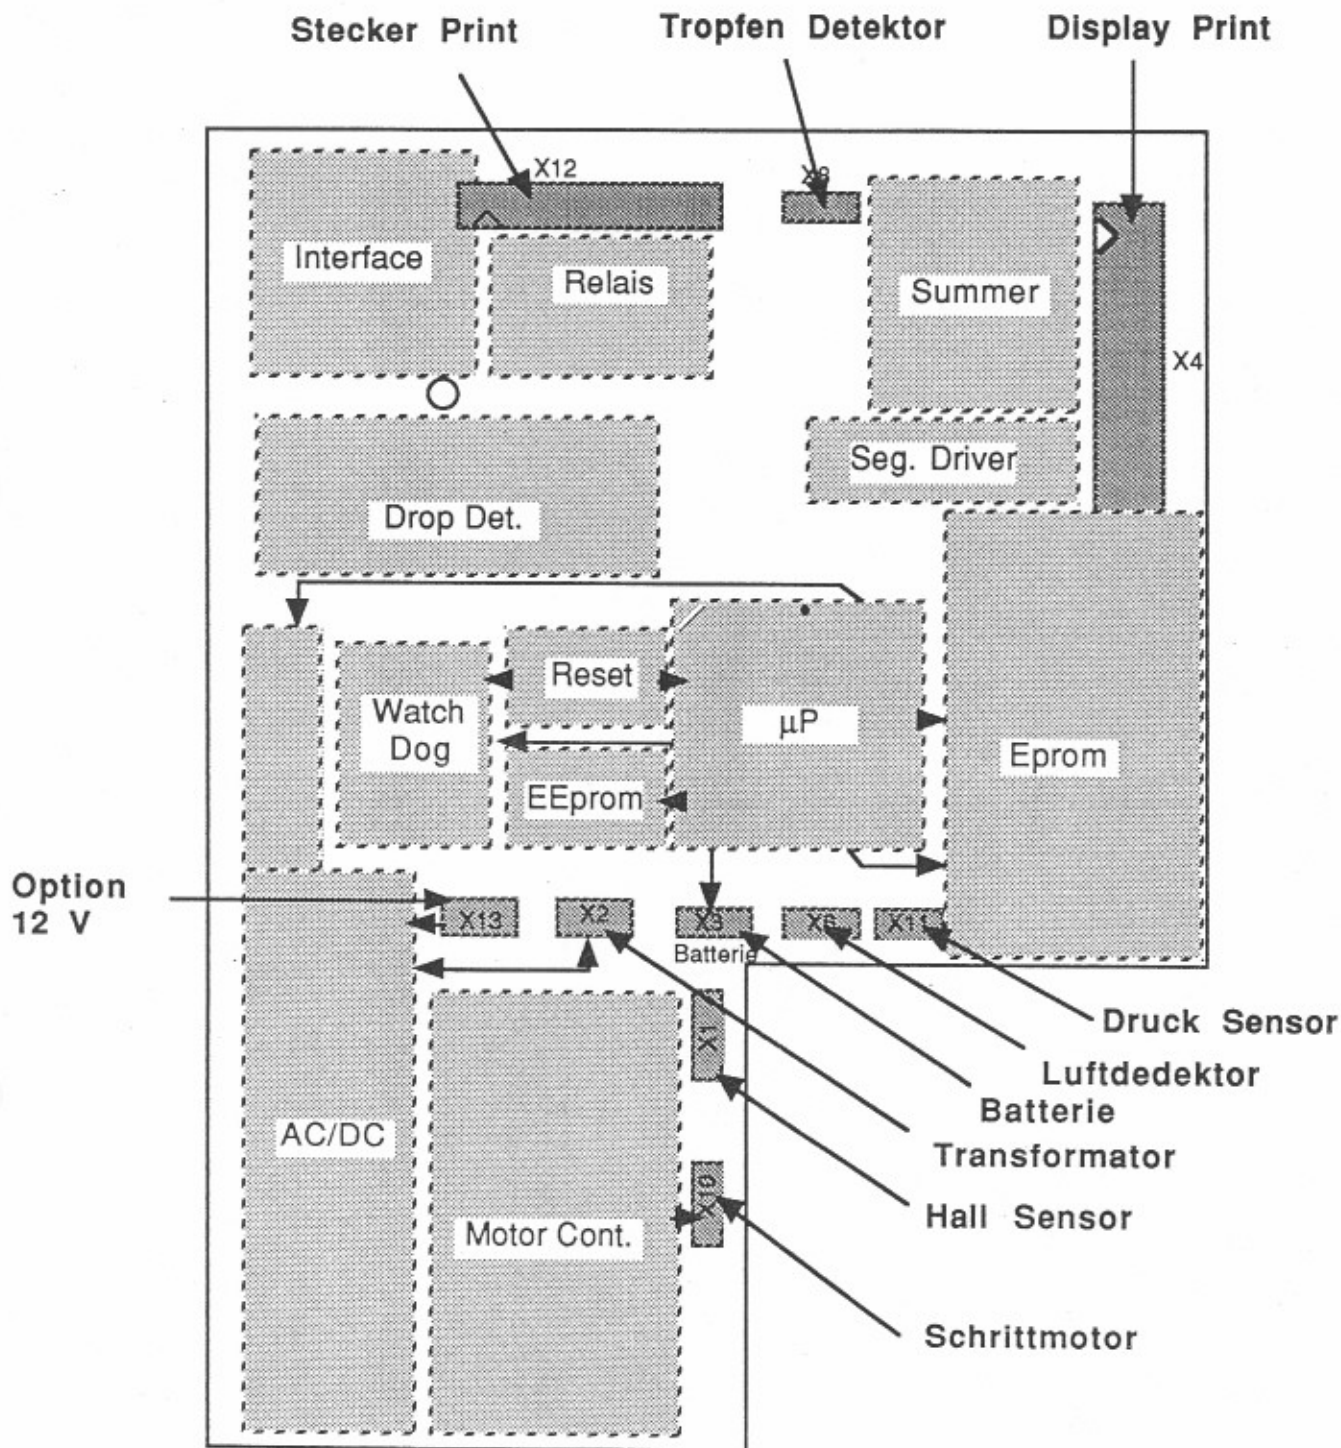 Stecker Print
Tropfen Detektor
Display Print
X12
X8
Interface
Relais
Summer
X4
Seg. Driver
Drop Det.
Reset
Watch
Dog
µP
EEprom
Eprom
Option
12 V
X13
X2
X3
X6
X11
Batterie
X1
Druck Sensor
Luftdedektor
Batterie
AC/DC
Transformator
X10
Hall Sensor
Motor Cont.
Schrittmotor